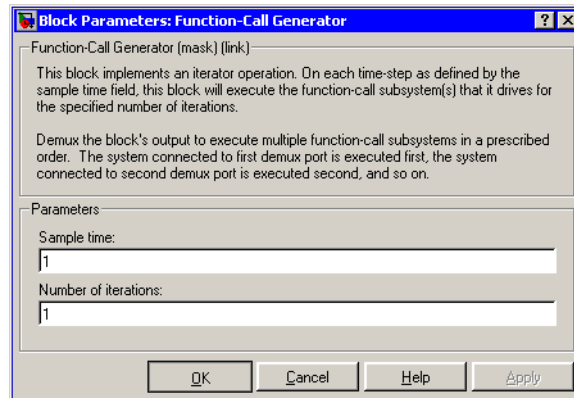 Block Parameters: Function-Call Generator
Function-Call Generator (mask) (link)
This block implements an iterator operation. On each time-step as defined by the
sample time field, this block will execute the function-call subsystem(s) that it drives for
the specified number of iterations.
Demux the block's output to execute multiple function-call subsystems in a prescribed
order. The system connected to first demux port is executed first, the system
connected to second demux port is executed second, and so on.
Parameters
Sample time:
1
Number of iterations:
1
OK Cancel Help Apply